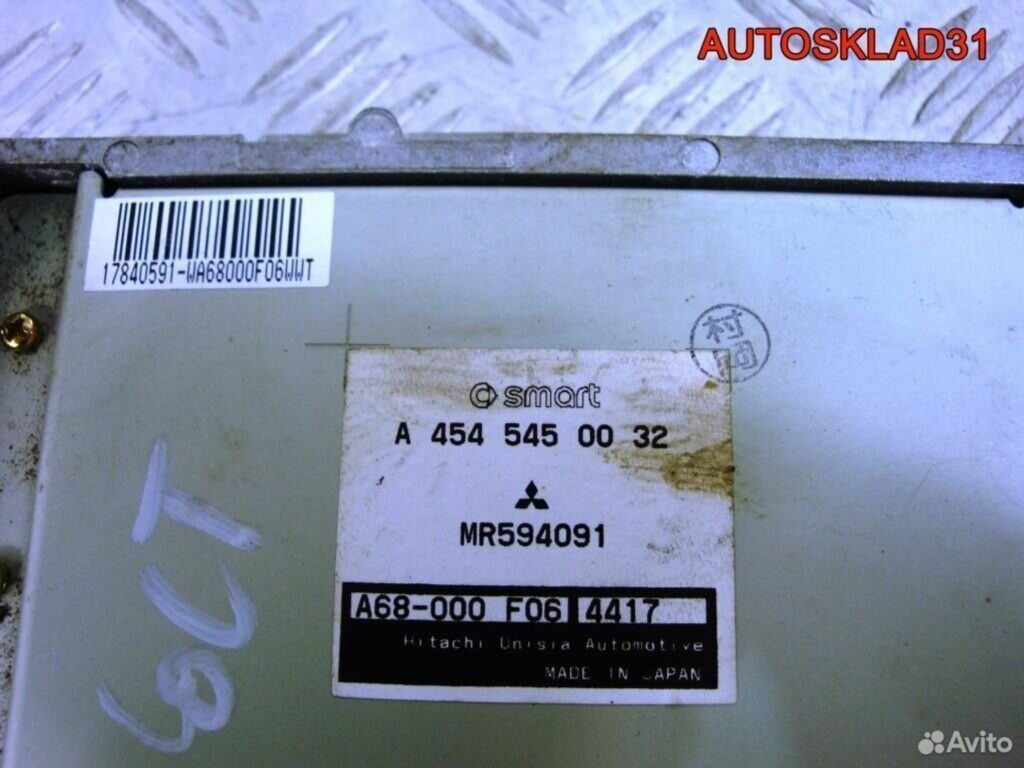 AUTOSKLAD31
17840591-WA68000F06WWT
smart
A 454 545 00 32
MR594091
A68-000 F06 4417
Hitachi Unisia Automotive
MADE IN JAPAN
Avito